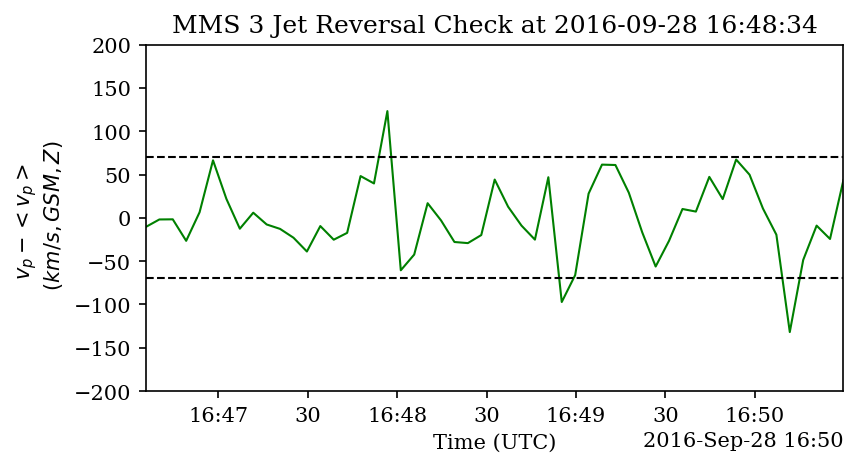 MMS 3 Jet Reversal Check at 2016-09-28 16:48:34
v_p − < v_p >
(km/s, GSM, Z)
200
150
100
50
0
−50
−100
−150
−200
16:47 30 16:48 30 16:49 30 16:50
Time (UTC) 2016-Sep-28 16:50